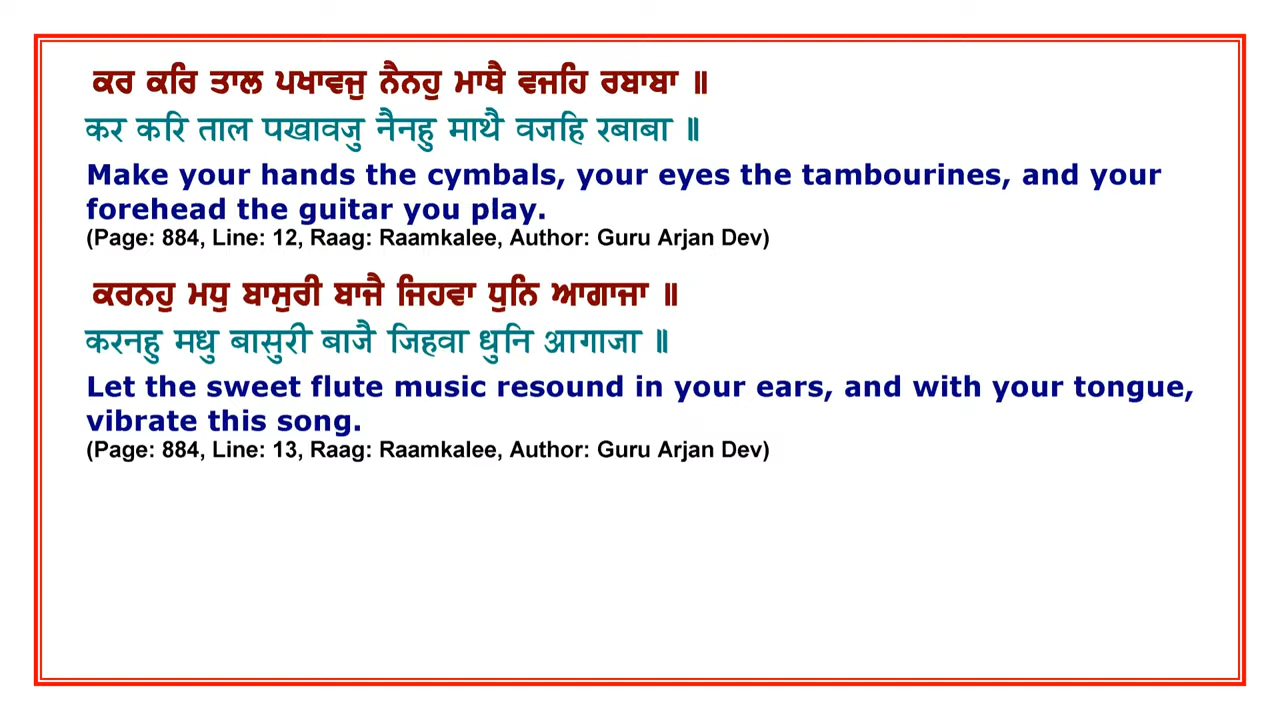 ਕਰ ਕਰਿ ਤਾਲ ਪਖਾਵਜੁ ਨੈਨਹੁ ਮਾਥੈ ਵਜਹਿ ਰਬਾਬਾ ॥
कर करि ताल पखावजु नैनहु माथै वजहि रबाबा ॥
Make your hands the cymbals, your eyes the tambourines, and your
forehead the guitar you play.
(Page: 884, Line: 12, Raag: Raamkalee, Author: Guru Arjan Dev)
ਕਰਨਹੁ ਮਧੁ ਬਾਸੁਰੀ ਬਾਜੈ ਜਿਹਵਾ ਧੁਨਿ ਆਗਾਜਾ ॥
करनहु मधु बासुरी बाजै जिहवा धुनि आगाजा ॥
Let the sweet flute music resound in your ears, and with your tongue,
vibrate this song.
(Page: 884, Line: 13, Raag: Raamkalee, Author: Guru Arjan Dev)